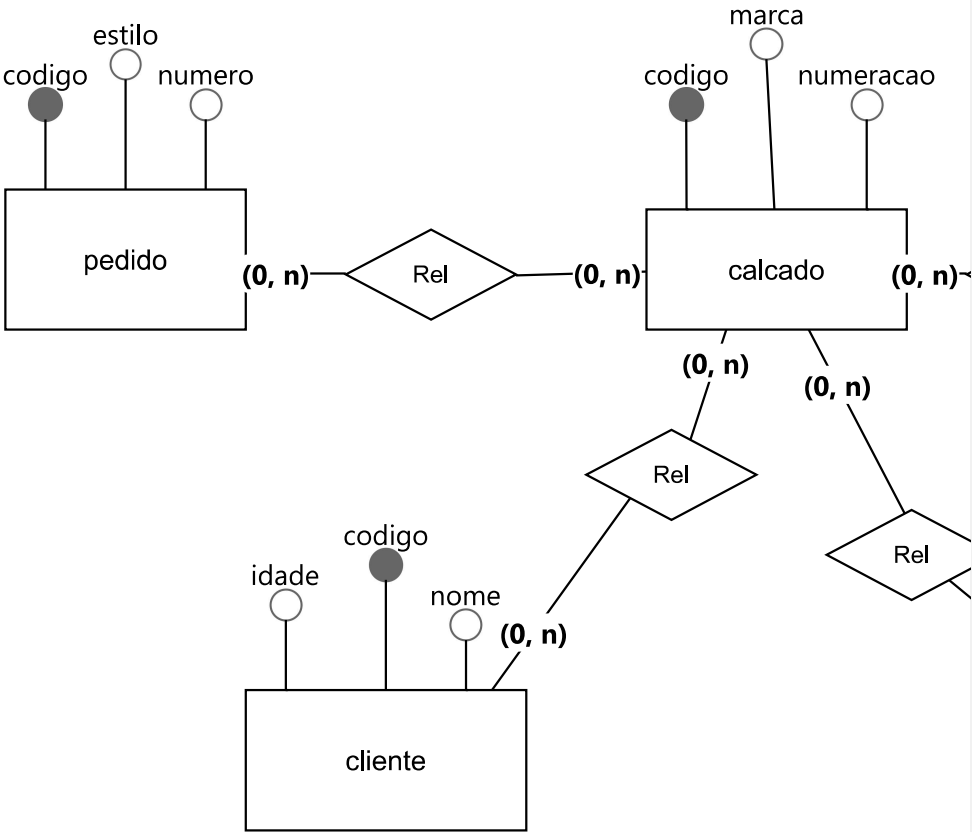 marca
estilo
codigo
numero
codigo
numeracao
pedido
(0, n)
Rel
(0, n)
calcado
(0, n)
(0, n)
(0, n)
Rel
codigo
Rel
idade
nome
(0, n)
cliente